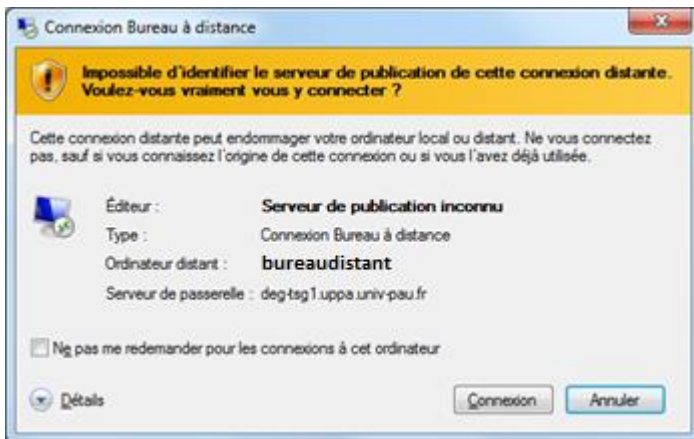 Connexion Bureau à distance
Impossible d'identifier le serveur de publication de cette connexion distante.
Voulez-vous vraiment vous y connecter ?
Cette connexion distante peut endommager votre ordinateur local ou distant. Ne vous connectez
pas, sauf si vous connaissez l'origine de cette connexion ou si vous l'avez déjà utilisée.
Éditeur : Serveur de publication inconnu
Type : Connexion Bureau à distance
Ordinateur distant : bureaudistant
Serveur de passerelle : deg-tsg1.uppa.univ-pau.fr
Ne pas me redemander pour les connexions à cet ordinateur
Détails Connexion Annuler